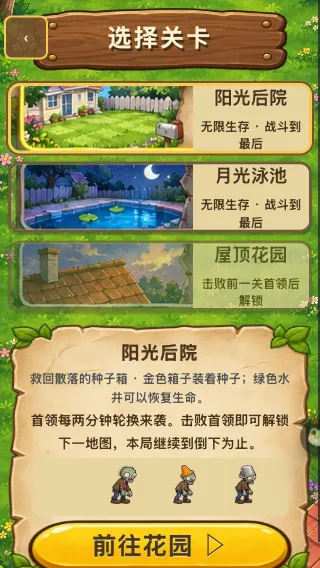 选择关卡
阳光后院
无限生存 · 战斗到
最后
月光泳池
无限生存 · 战斗到
最后
屋顶花园
击败前一关首领后
解锁
阳光后院
救回散落的种子箱 · 金色箱子装着种子；绿色水
井可以恢复生命。
首领每两分钟轮换来袭。击败首领即可解锁
下一地图，本局继续到倒下为止。
前往花园 ▷